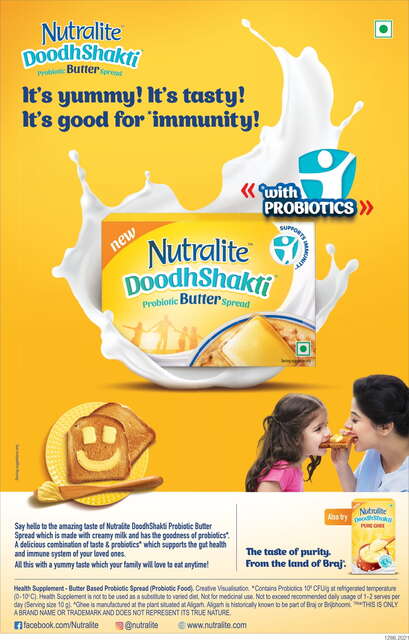 Nutralite™
DoodhShakti™
Probiotic Butter Spread
It's yummy! It's tasty!
It's good for *immunity!
«*with
PROBIOTICS»
new
SUPPORTS IMMUNITY
Nutralite™
DoodhShakti™
Probiotic Butter Spread
Say hello to the amazing taste of Nutralite DoodhShakti Probiotic Butter
Spread which is made with creamy milk and has the goodness of probiotics*.
A delicious combination of taste & probiotics* which supports the gut health
and immune system of your loved ones.
All this with a yummy taste which your family will love to eat anytime!
Also try
Nutralite
DoodhShakti
PURE GHEE
The taste of purity.
From the land of Braj^.
Health Supplement - Butter Based Probiotic Spread (Probiotic Food). Creative Visualisation. *Contains Probiotics 10⁶ CFU/g at refrigerated temperature
(0-10°C). Health Supplement is not to be used as a substitute to varied diet, Not for medicinal use. Not to exceed recommended daily usage of 1-2 serves per
day (Serving size 10 g). ^Ghee is manufactured at the plant situated at Aligarh. Aligarh is historically known to be part of Braj or Brijbhoomi. THIS IS ONLY
A BRAND NAME OR TRADEMARK AND DOES NOT REPRESENT ITS TRUE NATURE.
facebook.com/Nutralite @nutralite www.nutralite.com